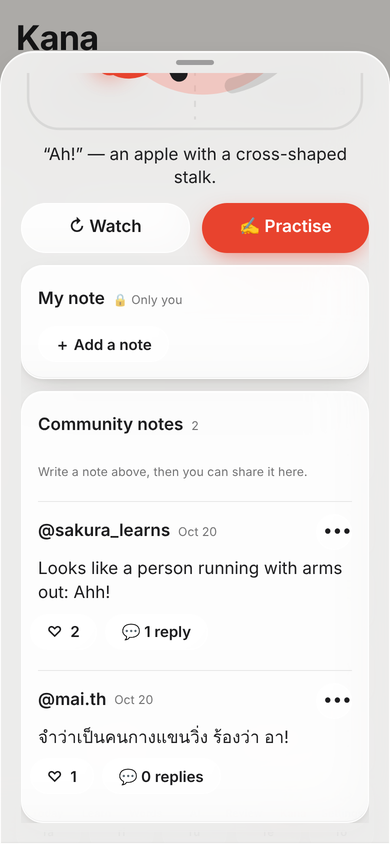 Kana
“Ah!” — an apple with a cross-shaped
stalk.
↻ Watch
✍️ Practise
My note 🔒 Only you
+ Add a note
Community notes 2
Write a note above, then you can share it here.
@sakura_learns Oct 20 •••
Looks like a person running with arms
out: Ahh!
♡ 2 💬 1 reply
@mai.th Oct 20 •••
จำว่าเป็นคนกางแขนวิ่ง ร้องว่า อา!
♡ 1 💬 0 replies